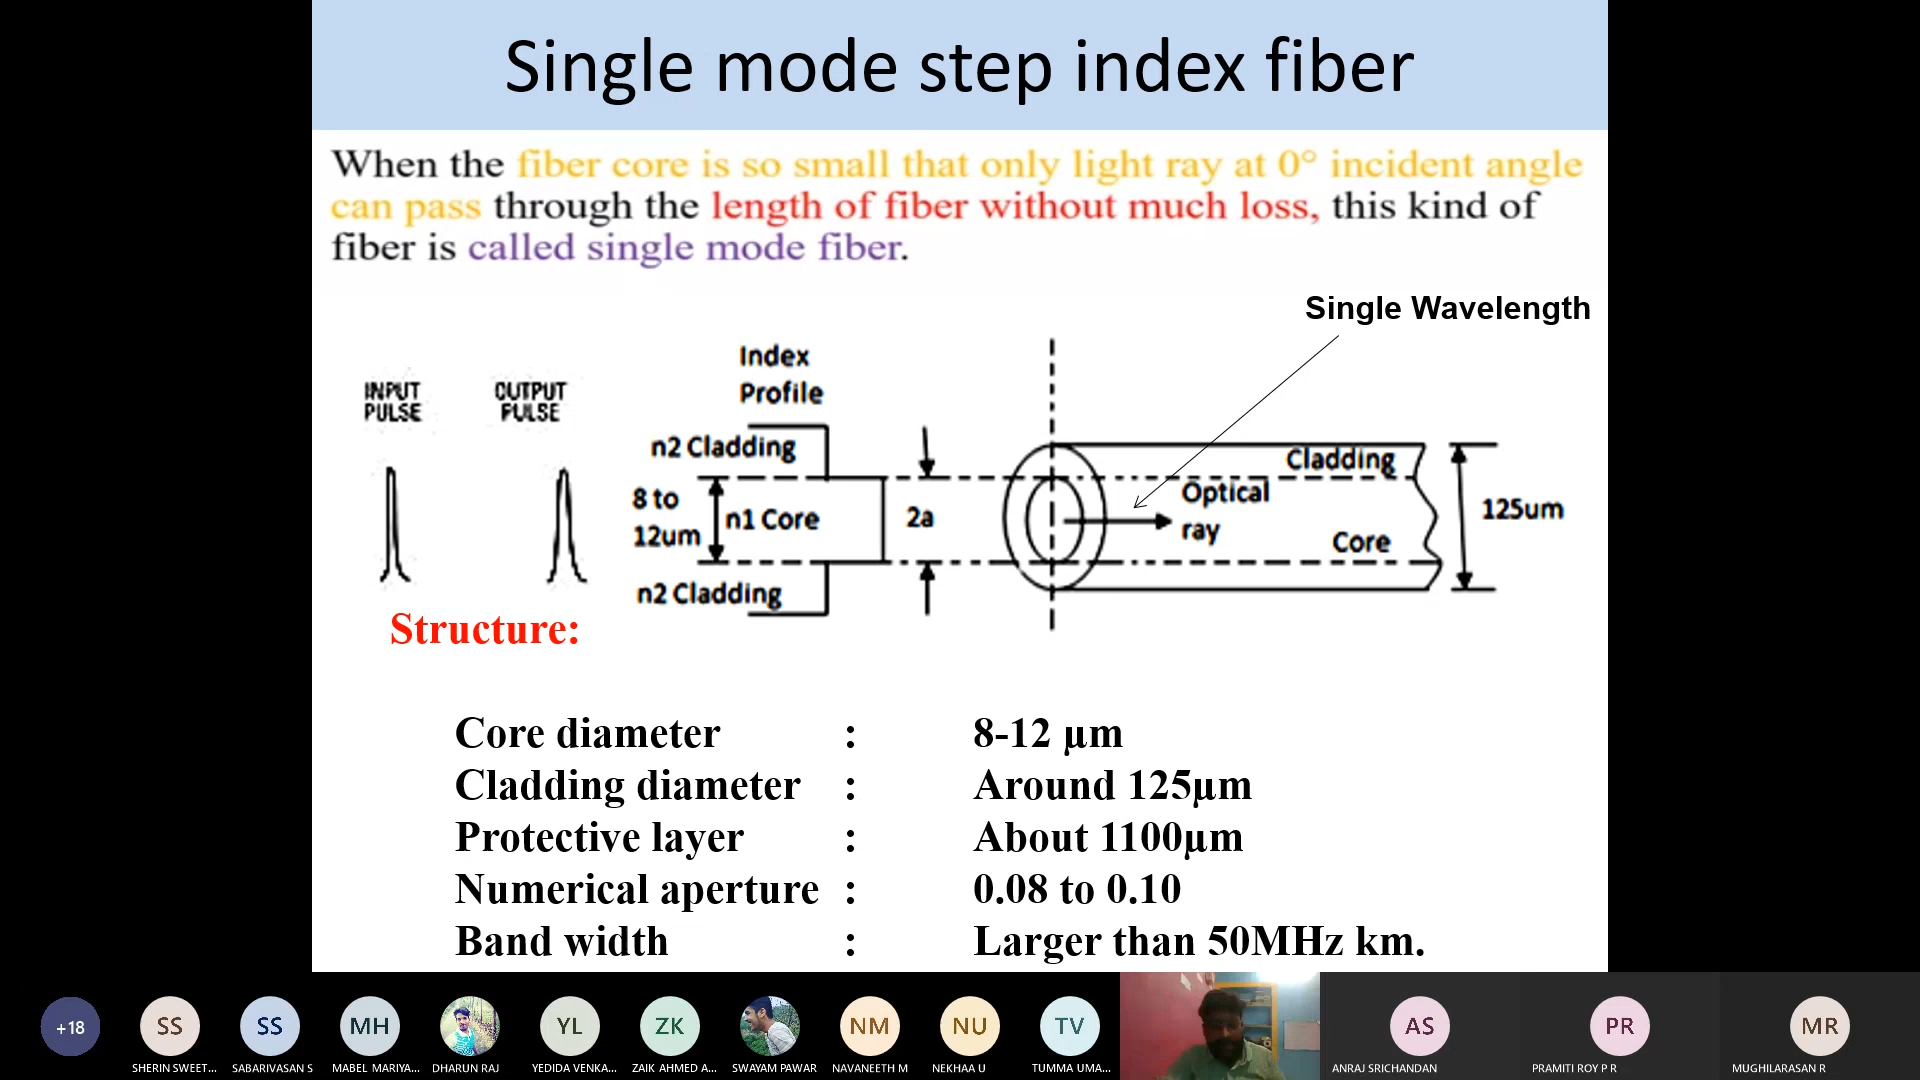 Single mode step index fiber
When the fiber core is so small that only light ray at 0° incident angle
can pass through the length of fiber without much loss, this kind of
fiber is called single mode fiber.
Single Wavelength
INPUT
PULSE
OUTPUT
PULSE
Index
Profile
n2 Cladding
8 to
12um
n1 Core
n2 Cladding
2a
Cladding
Optical
ray
Core
125um
Structure:
Core diameter : 8-12 µm
Cladding diameter : Around 125µm
Protective layer : About 1100µm
Numerical aperture : 0.08 to 0.10
Band width : Larger than 50MHz km.
+18
SS
SS
MH
YL
ZK
NM
NU
TV
AS
PR
MR
SHERIN SWEET...
SABARIVASAN S
MABEL MARIYA...
DHARUN RAJ
YEDIDA VENKA...
ZAIK AHMED A...
SWAYAM PAWAR
NAVANEETH M
NEKHAA U
TUMMA UMA...
ANRAJ SRICHANDAN
PRAMITI ROY P R
MUGHILARASAN R